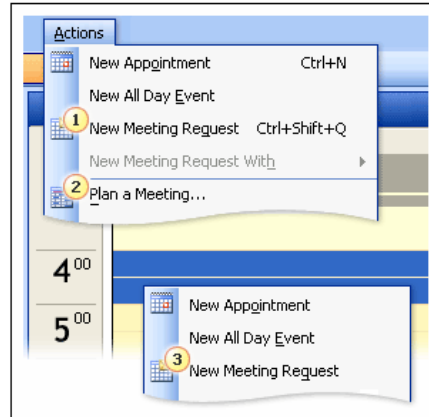 Actions
New Appointment Ctrl+N
New All Day Event
1 New Meeting Request Ctrl+Shift+Q
New Meeting Request With
2 Plan a Meeting...
4 00
5 00
New Appointment
New All Day Event
3 New Meeting Request